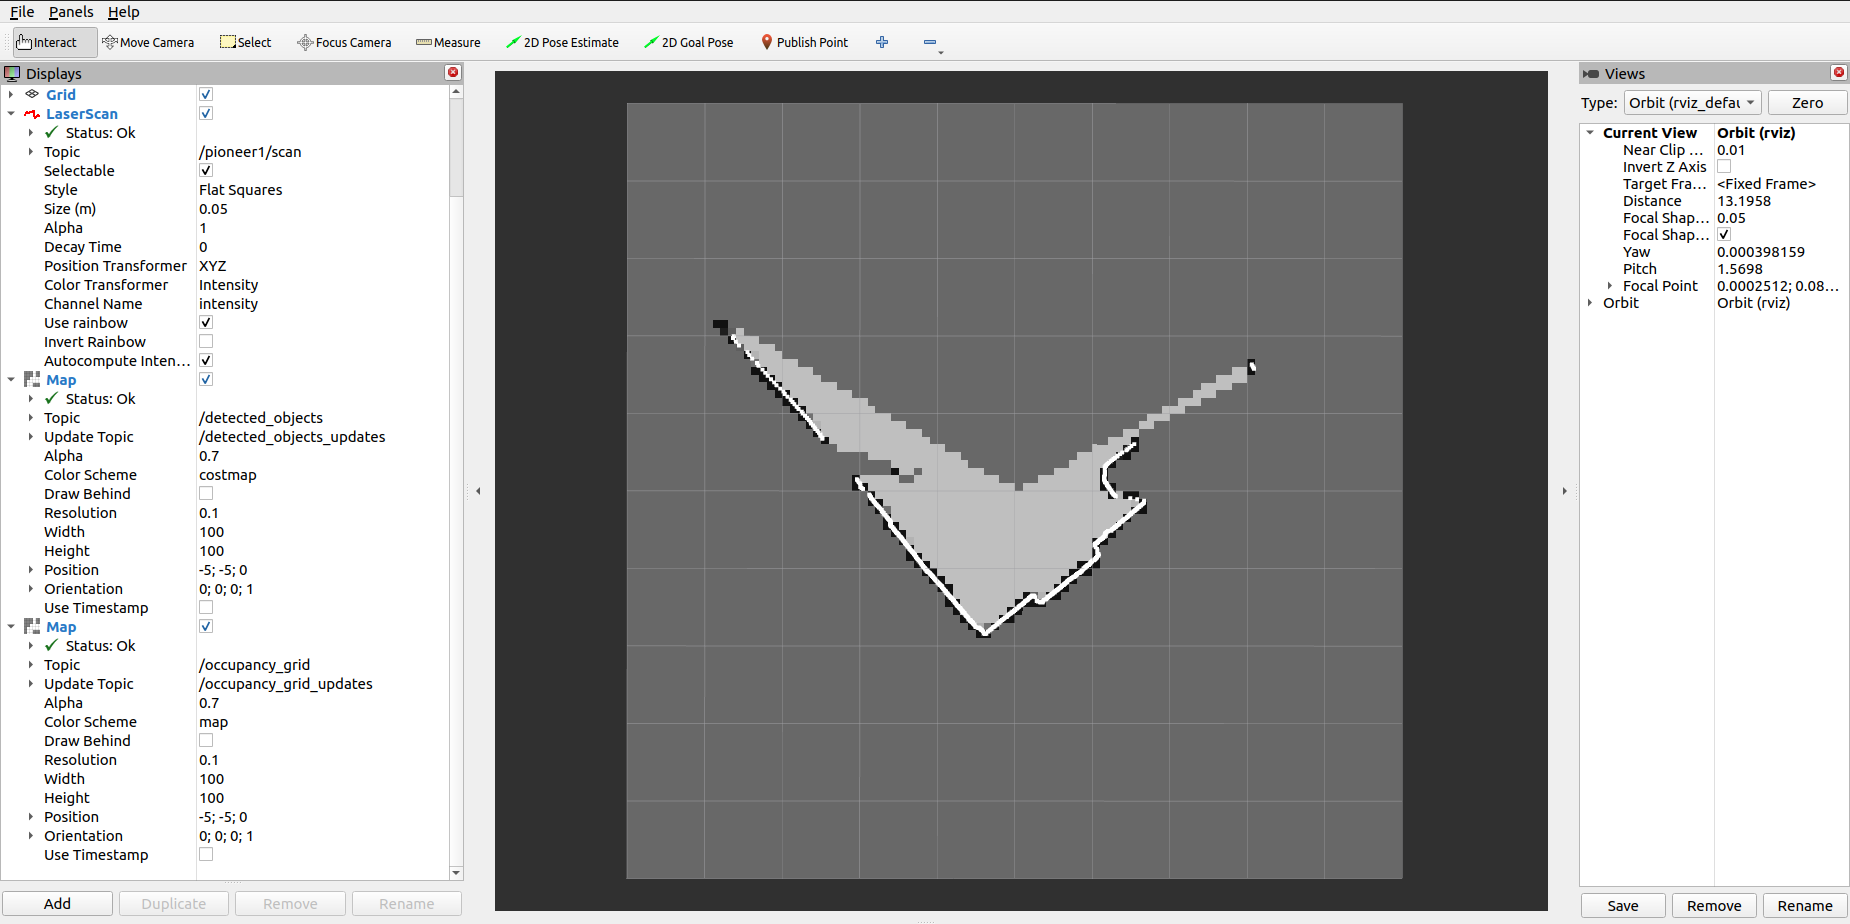 File Panels Help
Interact Move Camera Select Focus Camera Measure 2D Pose Estimate 2D Goal Pose Publish Point
Displays
Grid
LaserScan
Status: Ok
Topic /pioneer1/scan
Selectable
Style Flat Squares
Size (m) 0.05
Alpha 1
Decay Time 0
Position Transformer XYZ
Color Transformer Intensity
Channel Name intensity
Use rainbow
Invert Rainbow
Autocompute Inten...
Map
Status: Ok
Topic /detected_objects
Update Topic /detected_objects_updates
Alpha 0.7
Color Scheme costmap
Draw Behind
Resolution 0.1
Width 100
Height 100
Position -5; -5; 0
Orientation 0; 0; 0; 1
Use Timestamp
Map
Status: Ok
Topic /occupancy_grid
Update Topic /occupancy_grid_updates
Alpha 0.7
Color Scheme map
Draw Behind
Resolution 0.1
Width 100
Height 100
Position -5; -5; 0
Orientation 0; 0; 0; 1
Use Timestamp
Add Duplicate Remove Rename
Views
Type: Orbit (rviz_defau Zero
Current View Orbit (rviz)
Near Clip ... 0.01
Invert Z Axis
Target Fra... <Fixed Frame>
Distance 13.1958
Focal Shap... 0.05
Focal Shap...
Yaw 0.000398159
Pitch 1.5698
Focal Point 0.0002512; 0.08...
Orbit Orbit (rviz)
Save Remove Rename